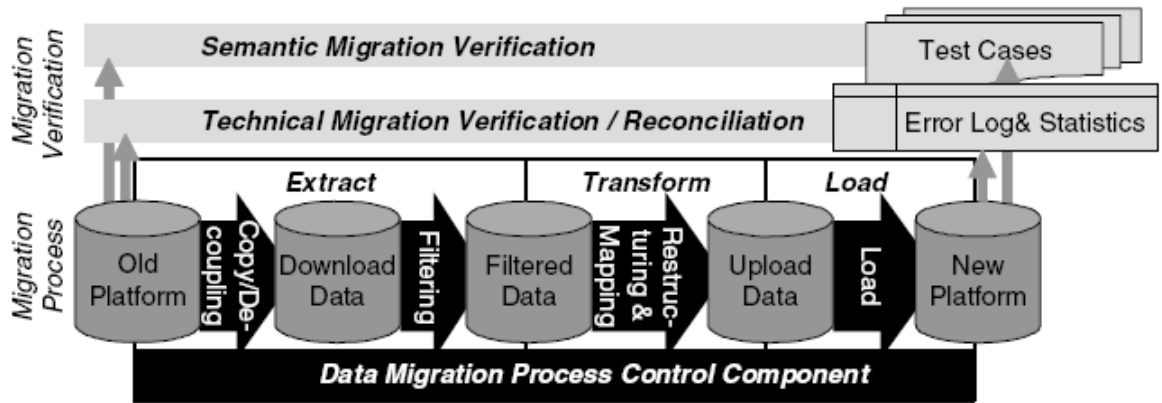 Migration
Verification
Semantic Migration Verification
Test Cases
Technical Migration Verification / Reconciliation
Error Log& Statistics
Extract
Transform
Load
Migration
Process
Old
Platform
Copy/De-
coupling
Download
Data
Filtering
Filtered
Data
Restruc-
turing &
Mapping
Upload
Data
Load
New
Platform
Data Migration Process Control Component